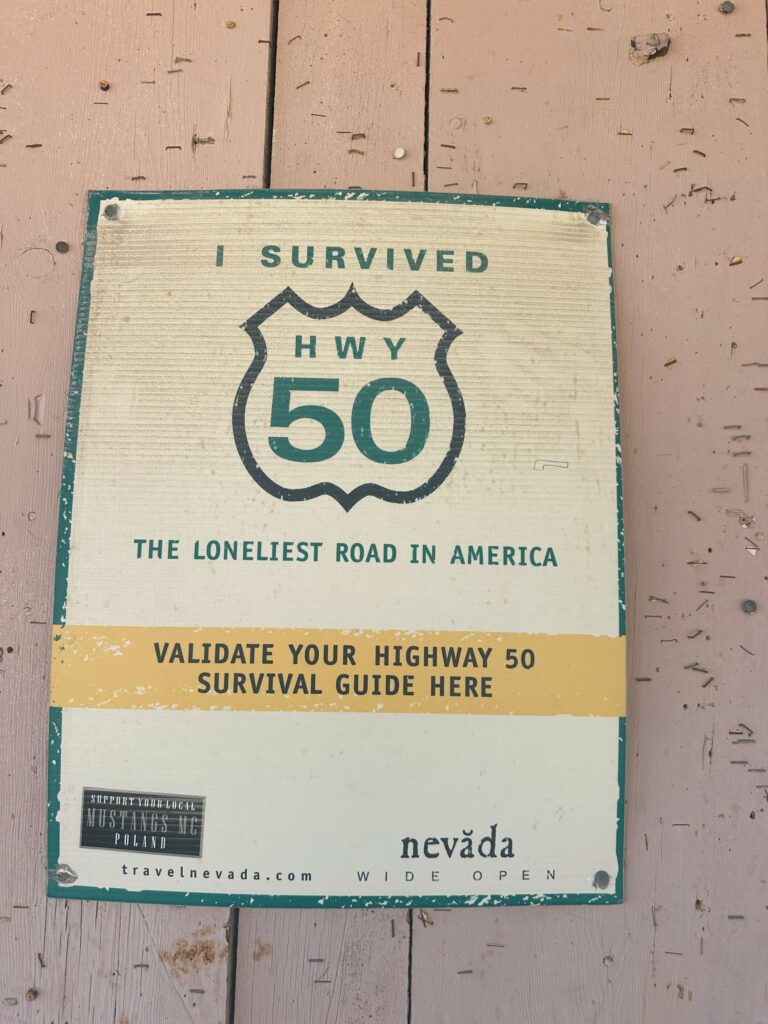 I SURVIVED
HWY
50
THE LONELIEST ROAD IN AMERICA
VALIDATE YOUR HIGHWAY 50
SURVIVAL GUIDE HERE
SUPPORT YOUR LOCAL
MUSTANGS MC
POLAND
travelnevada.com
nevăda
WIDE OPEN